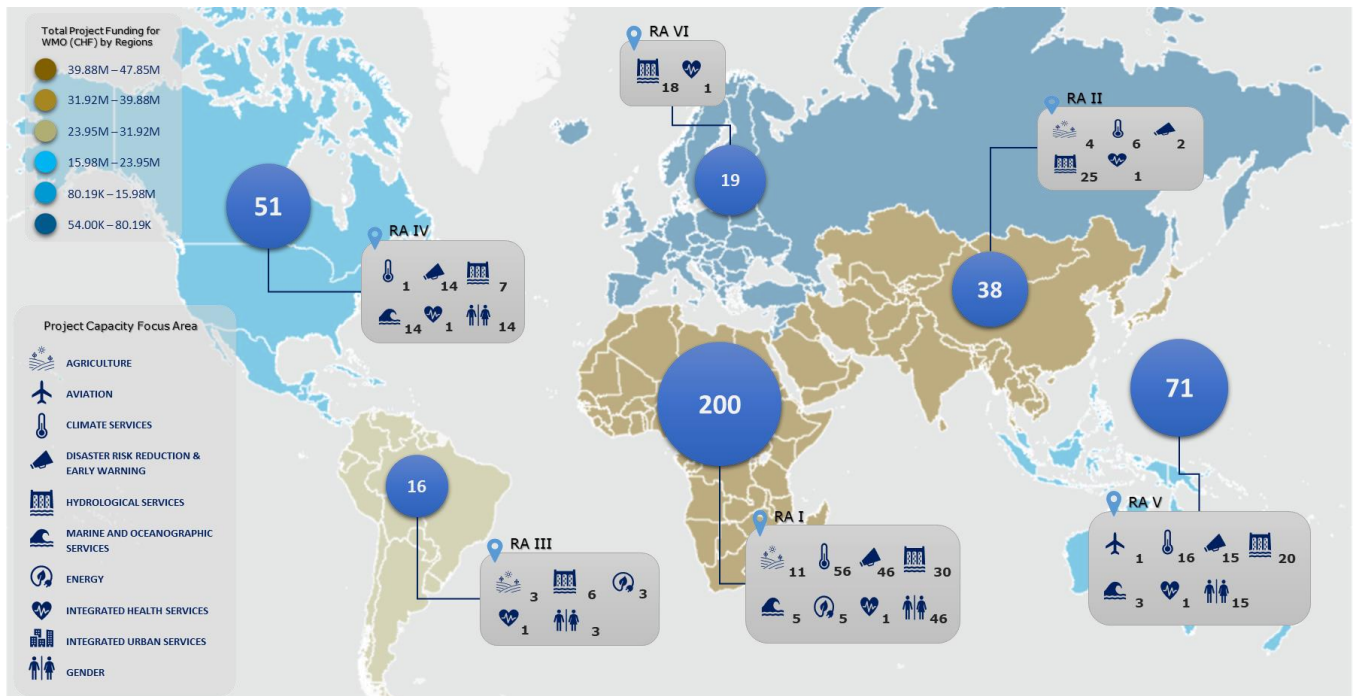 Total Project Funding for
WMO (CHF) by Regions
39.88M – 47.85M
31.92M – 39.88M
23.95M – 31.92M
15.98M – 23.95M
80.19K – 15.98M
54.00K – 80.19K
RA VI
18 1
19
RA II
4 6 2
25 1
38
51
RA IV
1 14 7
14 1 14
Project Capacity Focus Area
AGRICULTURE
AVIATION
CLIMATE SERVICES
DISASTER RISK REDUCTION &
EARLY WARNING
HYDROLOGICAL SERVICES
MARINE AND OCEANOGRAPHIC
SERVICES
ENERGY
INTEGRATED HEALTH SERVICES
INTEGRATED URBAN SERVICES
GENDER
16
RA III
3 6 3
1 3
200
RA I
11 56 46 30
5 5 1 46
71
RA V
1 16 15 20
3 1 15